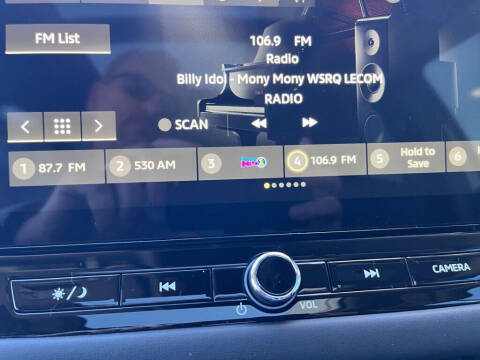 FM List
106.9 FM
Radio
Billy Idol - Mony Mony WSRQ LECOM
RADIO
SCAN
1 87.7 FM 2 530 AM 3 4 106.9 FM 5 Hold to Save 6
VOL
CAMERA